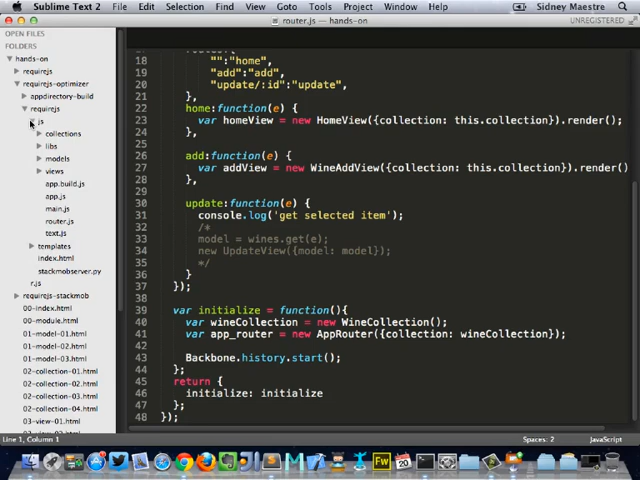 Sublime Text 2 File Edit Selection Find View Goto Tools Project Window Help Sidney Maestre
router.js — hands-on
UNREGISTERED
OPEN FILES
FOLDERS
hands-on
requirejs
requirejs-optimizer
appdirectory-build
requirejs
js
collections
libs
models
views
app.build.js
app.js
main.js
router.js
text.js
templates
index.html
stackmobserver.py
r.js
requirejs-stackmob
00-index.html
00-module.html
01-model-01.html
01-model-02.html
01-model-03.html
02-collection-01.html
02-collection-02.html
02-collection-03.html
02-collection-04.html
03-view-01.html
18 "":"home",
19 "add":"add",
20 "update/:id":"update",
21 },
22 home:function(e) {
23 var homeView = new HomeView({collection: this.collection}).render();
24 },
25
26 add:function(e) {
27 var addView = new WineAddView({collection: this.collection}).render()
28 },
29
30 update:function(e) {
31 console.log('get selected item');
32 /*
33 model = wines.get(e);
34 new UpdateView({model: model});
35 */
36 }
37 });
38
39 var initialize = function(){
40 var wineCollection = new WineCollection();
41 var app_router = new AppRouter({collection: wineCollection});
42
43 Backbone.history.start();
44 };
45 return {
46 initialize: initialize
47 };
48 });
Line 1, Column 1 Spaces: 2 JavaScript
Fw
20